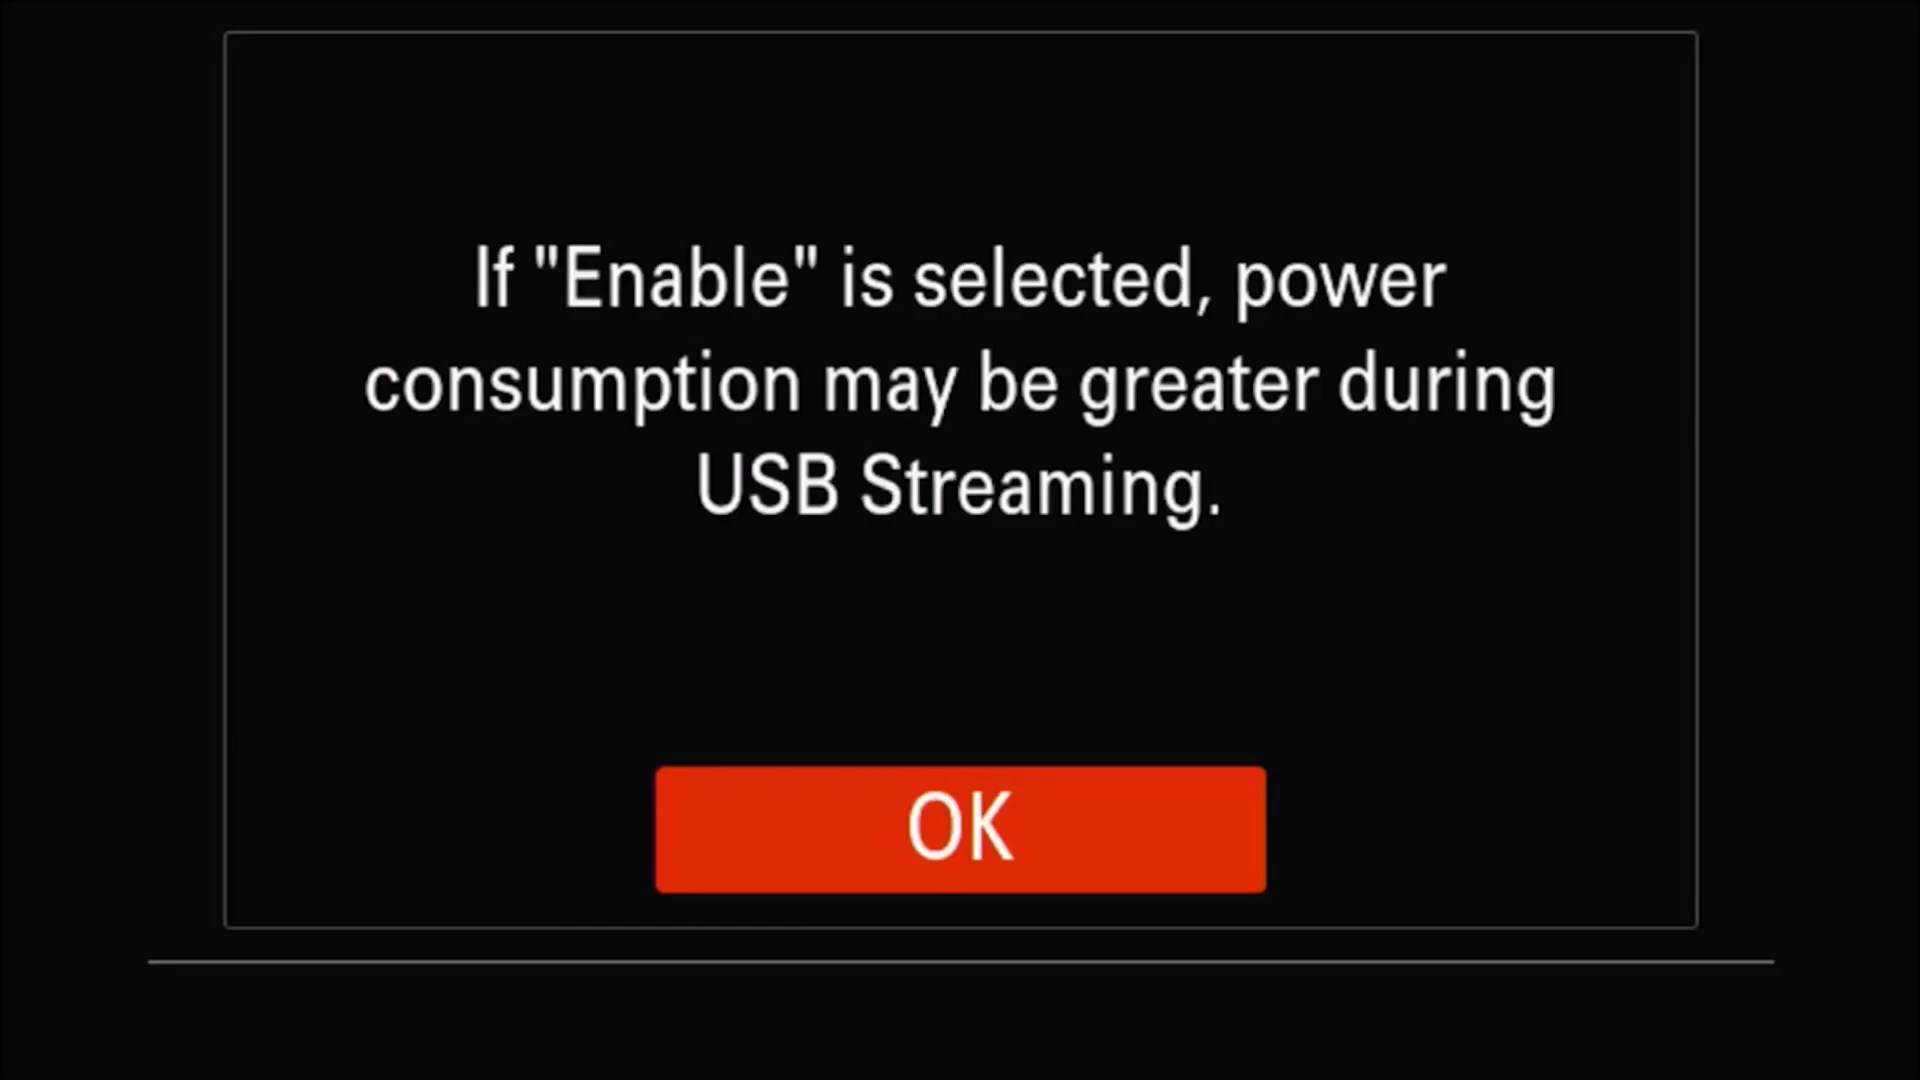 If "Enable" is selected, power
consumption may be greater during
USB Streaming.
OK